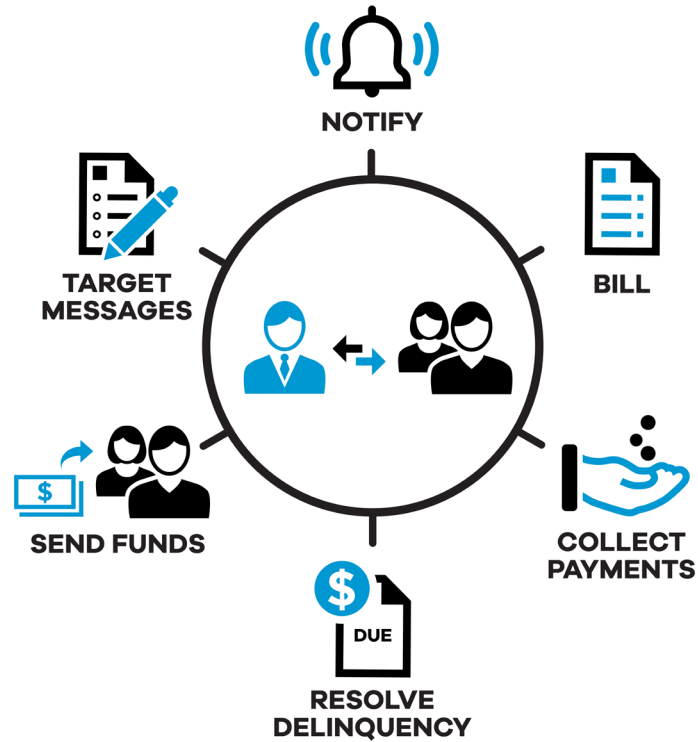 NOTIFY
BILL
COLLECT
PAYMENTS
$
DUE
RESOLVE
DELINQUENCY
$
SEND FUNDS
TARGET
MESSAGES